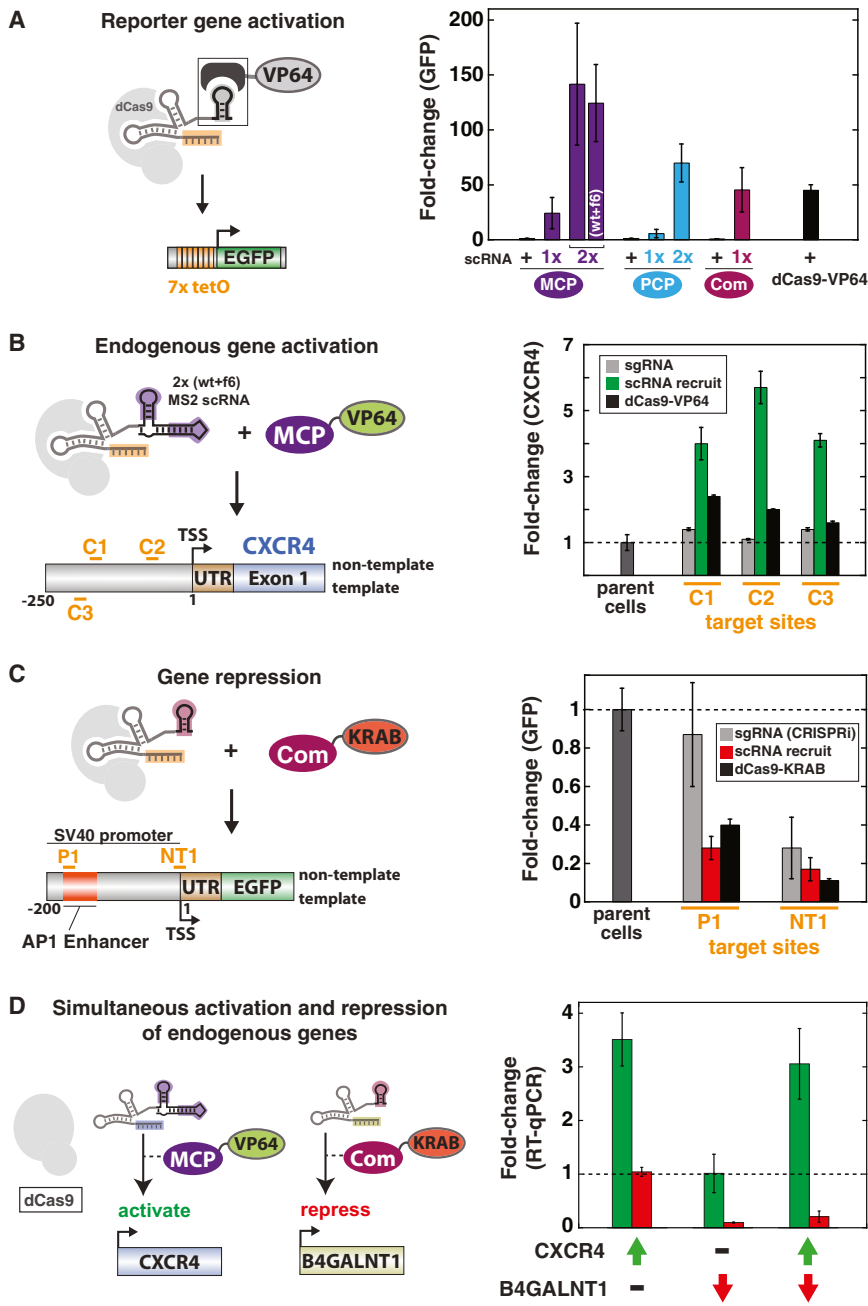 A
Reporter gene activation
dCas9
VP64
EGFP
7x tetO
Fold-change (GFP)
200
150
100
50
0
(wt+f6)
scRNA + 1x 2x + 1x 2x + 1x +
MCP PCP Com dCas9-VP64
B
Endogenous gene activation
2x (wt+f6)
MS2 scRNA
+
MCP
VP64
TSS
CXCR4
C1
C2
UTR
Exon 1
non-template
template
-250
C3
1
Fold-change (CXCR4)
7
6
4
2
1
sgRNA
scRNA recruit
dCas9-VP64
parent
cells
C1 C2 C3
target sites
C
Gene repression
+
Com
KRAB
SV40 promoter
P1
NT1
UTR
EGFP
non-template
template
-200
1
TSS
AP1 Enhancer
Fold-change (GFP)
1
0.8
0.6
0.4
0.2
0
sgRNA (CRISPRi)
scRNA recruit
dCas9-KRAB
parent
cells
P1 NT1
target sites
D
Simultaneous activation and repression
of endogenous genes
dCas9
MCP
VP64
activate
CXCR4
Com
KRAB
repress
B4GALNT1
Fold-change
(RT-qPCR)
4
3
2
1
0
CXCR4 –
B4GALNT1 –